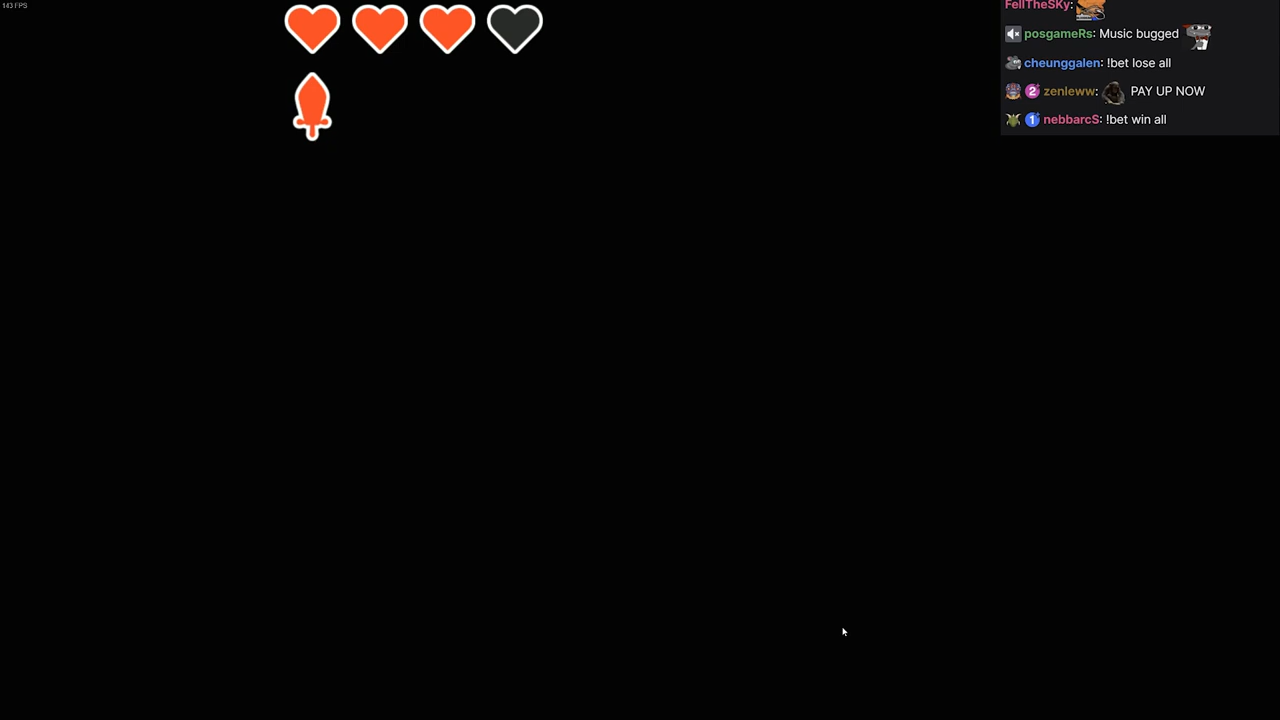 143 FPS
FellTheSKy:
posgameRs: Music bugged
cheunggalen: !bet lose all
2 zenleww: PAY UP NOW
1 nebbarcS: !bet win all